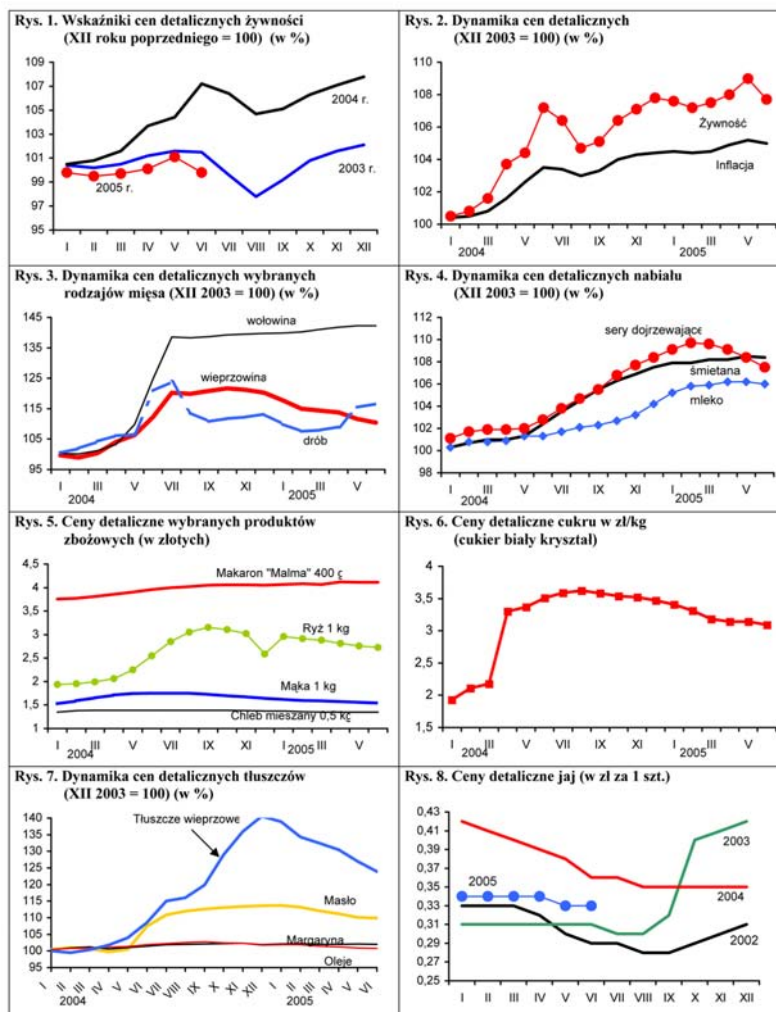 Rys. 1. Wskaźniki cen detalicznych żywności
(XII roku poprzedniego = 100) (w %)
109
107
105
103
101
99
97
95
2004 r.
2003 r.
2005 r.
I II III IV V VI VII VIII IX X XI XII
Rys. 2. Dynamika cen detalicznych
(XII 2003 = 100) (w %)
110
108
106
104
102
100
Żywność
Inflacja
I III V VII IX XI I III V
2004 2005
Rys. 3. Dynamika cen detalicznych wybranych
rodzajów mięsa (XII 2003 = 100) (w %)
145
135
125
115
105
95
wołowina
wieprzowina
drób
I III V VII IX XI I III V
2004 2005
Rys. 4. Dynamika cen detalicznych nabiału
(XII 2003 = 100) (w %)
112
110
108
106
104
102
100
98
sery dojrzewające
śmietana
mleko
I III V VII IX XI I III V
2004 2005
Rys. 5. Ceny detaliczne wybranych produktów
zbożowych (w złotych)
4,5
4
3,5
3
2,5
2
1,5
1
Makaron "Malma" 400 g
Ryż 1 kg
Mąka 1 kg
Chleb mieszany 0,5 kg
I III V VII IX XI I III V
2004 2005
Rys. 6. Ceny detaliczne cukru w zł/kg
(cukier biały kryształ)
4
3,5
3
2,5
2
1,5
I III V VII IX XI I III V
2004 2005
Rys. 7. Dynamika cen detalicznych tłuszczów
(XII 2003 = 100) (w %)
140
135
130
125
120
115
110
105
100
95
Tłuszcze wieprzowe
Masło
Margaryna
Oleje
I II III IV V VI VII VIII IX X XI XII I II III IV V VI
2004 2005
Rys. 8. Ceny detaliczne jaj (w zł za 1 szt.)
0,43
0,41
0,39
0,37
0,35
0,33
0,31
0,29
0,27
0,25
2003
2005
2004
2002
I II III IV V VI VII VIII IX X XI XII